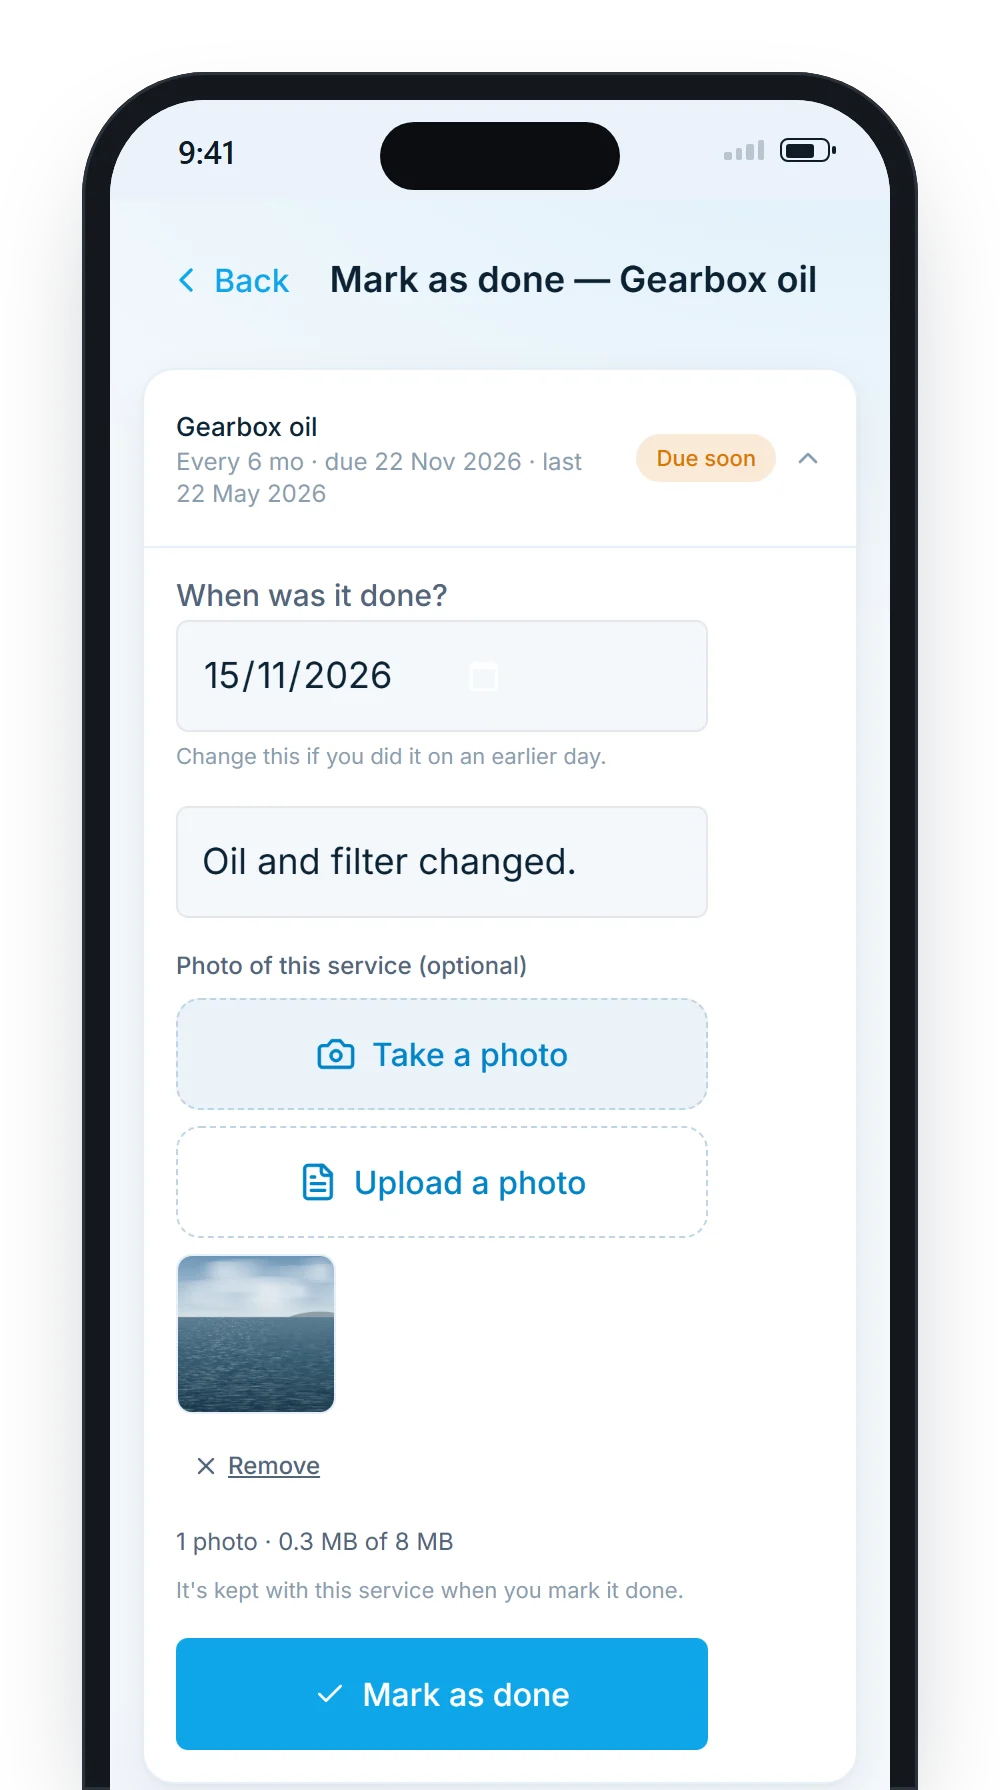 9:41
Back
Mark as done — Gearbox oil
Gearbox oil
Every 6 mo · due 22 Nov 2026 · last
22 May 2026
Due soon
When was it done?
15/11/2026
Change this if you did it on an earlier day.
Oil and filter changed.
Photo of this service (optional)
Take a photo
Upload a photo
Remove
1 photo · 0.3 MB of 8 MB
It's kept with this service when you mark it done.
Mark as done